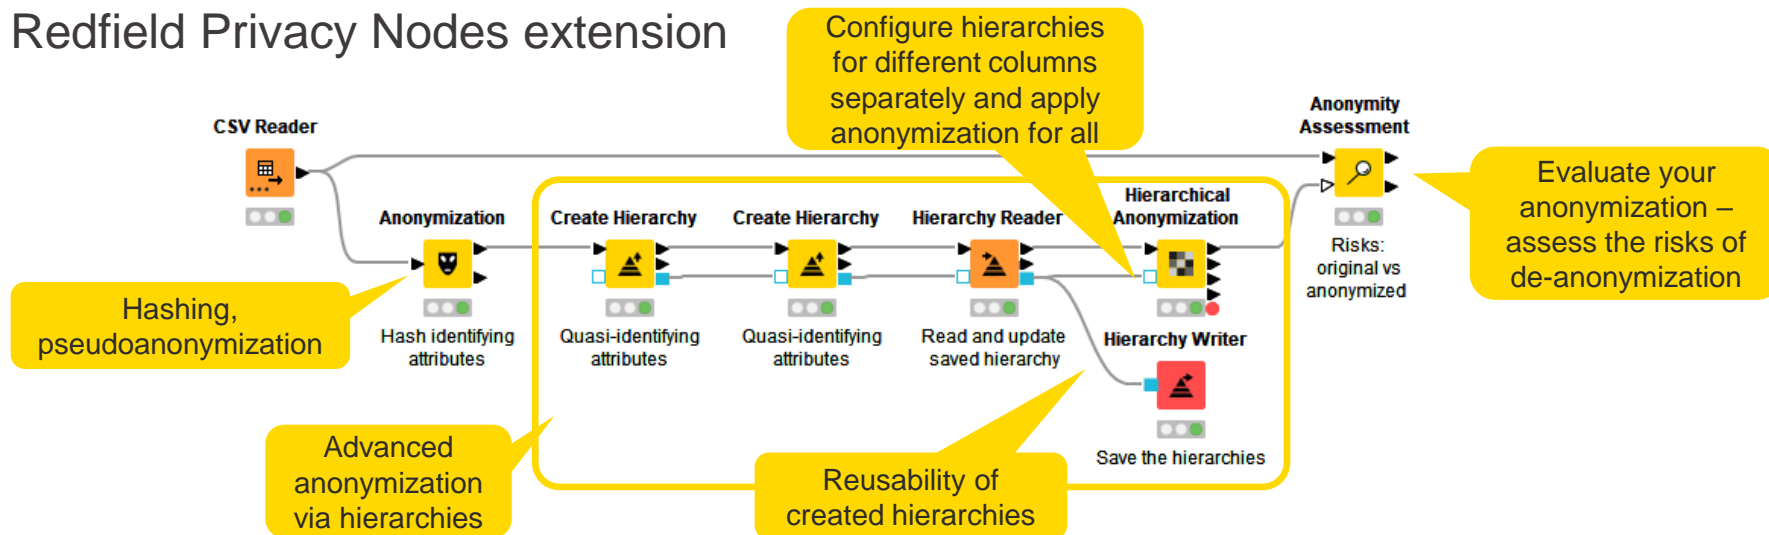 Redfield Privacy Nodes extension
Configure hierarchies
for different columns
separately and apply
anonymization for all
CSV Reader
Anonymity
Assessment
Risks:
original vs
anonymized
Evaluate your
anonymization –
assess the risks of
de-anonymization
Anonymization
Hash identifying
attributes
Create Hierarchy
Quasi-identifying
attributes
Create Hierarchy
Quasi-identifying
attributes
Hierarchy Reader
Read and update
saved hierarchy
Hierarchical
Anonymization
Hierarchy Writer
Save the hierarchies
Hashing,
pseudoanonymization
Advanced
anonymization
via hierarchies
Reusability of
created hierarchies